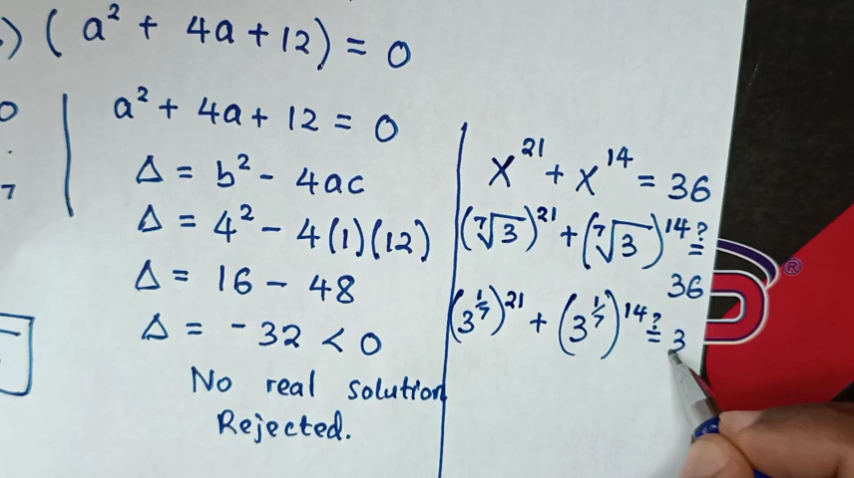 ) ( a² + 4a + 12) = 0
0
7
a² + 4a + 12 = 0
Δ = b² - 4ac
Δ = 4² - 4(1)(12)
Δ = 16 - 48
Δ = -32 < 0
No real solution
Rejected.
x²¹ + x¹⁴ = 36
(⁷√3)²¹ + (⁷√3)¹⁴ ≟
36
(3^(1/7))²¹ + (3^(1/7))¹⁴ ≟ 3
®